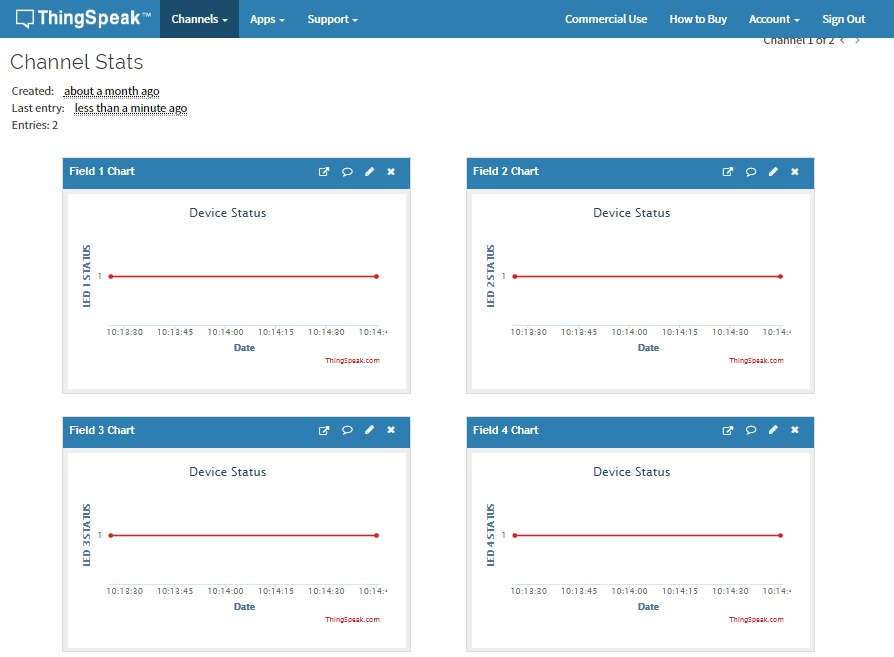 ThingSpeak™ Channels Apps Support Commercial Use How to Buy Account Sign Out
Channel 1 of 2 < >
Channel Stats
Created: about a month ago
Last entry: less than a minute ago
Entries: 2
Field 1 Chart
Device Status
LED 1 STATUS
1
10:13:30 10:13:45 10:14:00 10:14:15 10:14:30 10:14:4
Date
ThingSpeak.com
Field 2 Chart
Device Status
LED 2 STATUS
1
10:13:30 10:13:45 10:14:00 10:14:15 10:14:30 10:14:4
Date
ThingSpeak.com
Field 3 Chart
Device Status
LED 3 STATUS
1
10:13:30 10:13:45 10:14:00 10:14:15 10:14:30 10:14:4
Date
ThingSpeak.com
Field 4 Chart
Device Status
LED 4 STATUS
1
10:13:30 10:13:45 10:14:00 10:14:15 10:14:30 10:14:4
Date
ThingSpeak.com